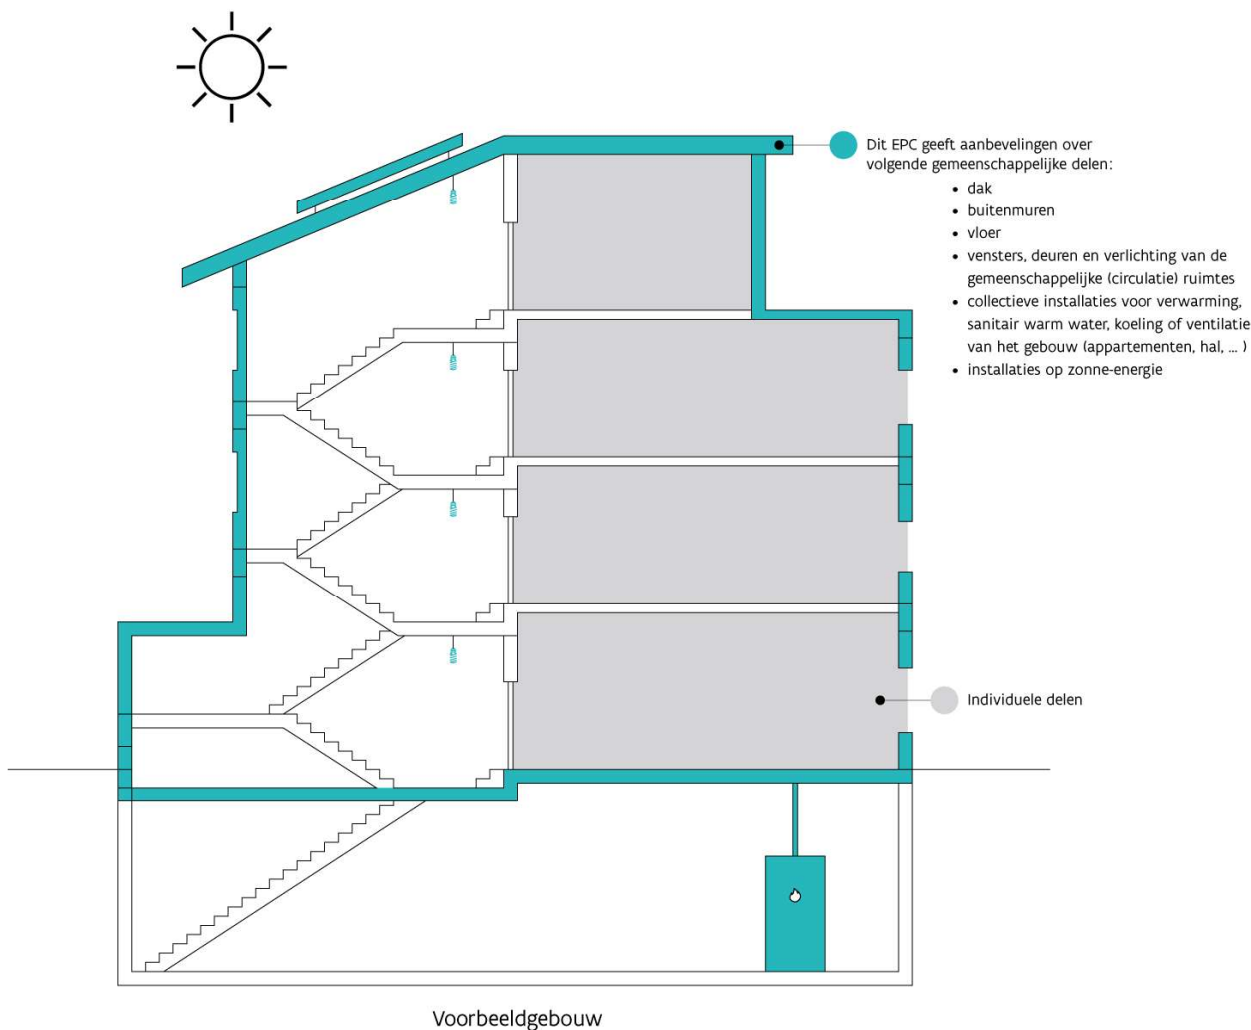 Dit EPC geeft aanbevelingen over
volgende gemeenschappelijke delen:
• dak
• buitenmuren
• vloer
• vensters, deuren en verlichting van de
gemeenschappelijke (circulatie) ruimtes
• collectieve installaties voor verwarming,
sanitair warm water, koeling of ventilatie
van het gebouw (appartementen, hal, ... )
• installaties op zonne-energie
Individuele delen
Voorbeeldgebouw